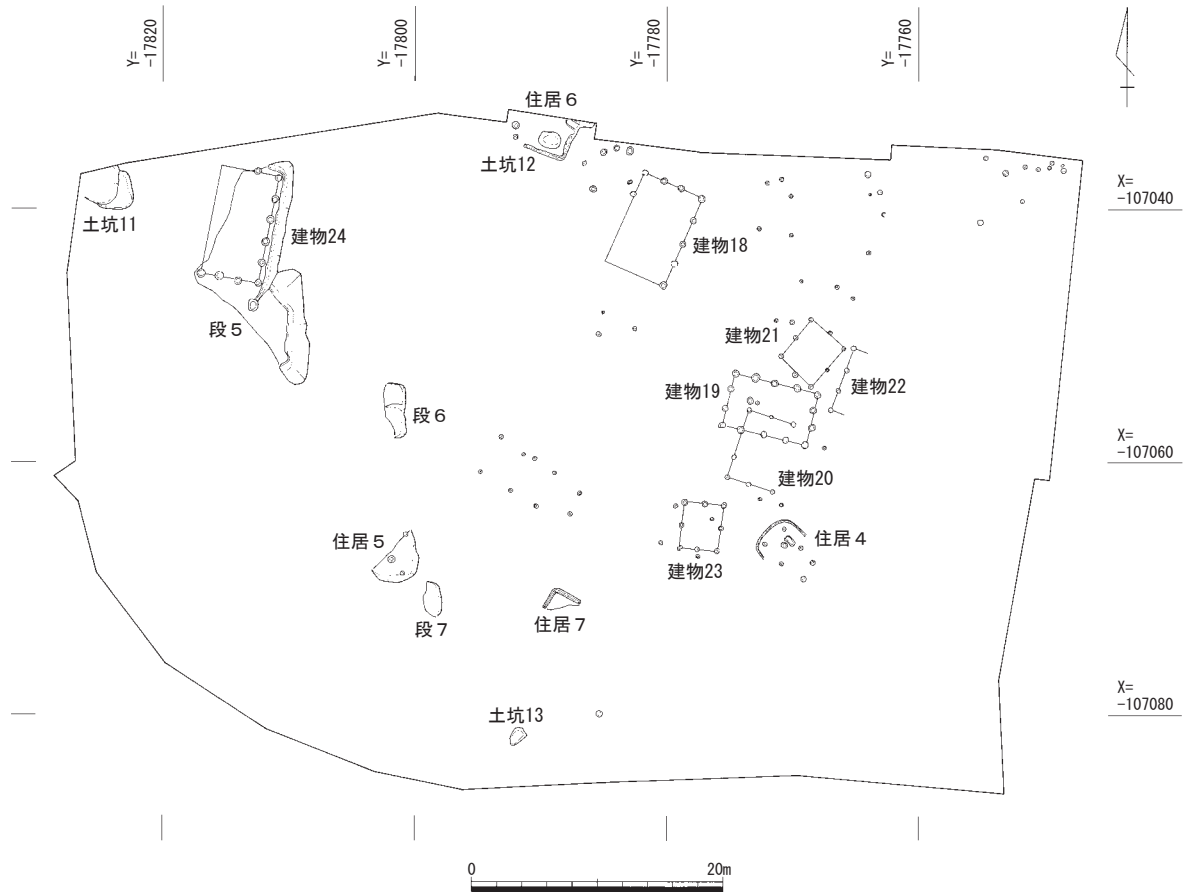 Y=
-17820
Y=
-17800
Y=
-17780
Y=
-17760
住居６
土坑12
土坑11
建物24
建物18
X=
-107040
段５
建物21
建物22
建物19
段６
X=
-107060
建物20
住居５
住居４
建物23
段７
住居７
X=
-107080
土坑13
0
20m